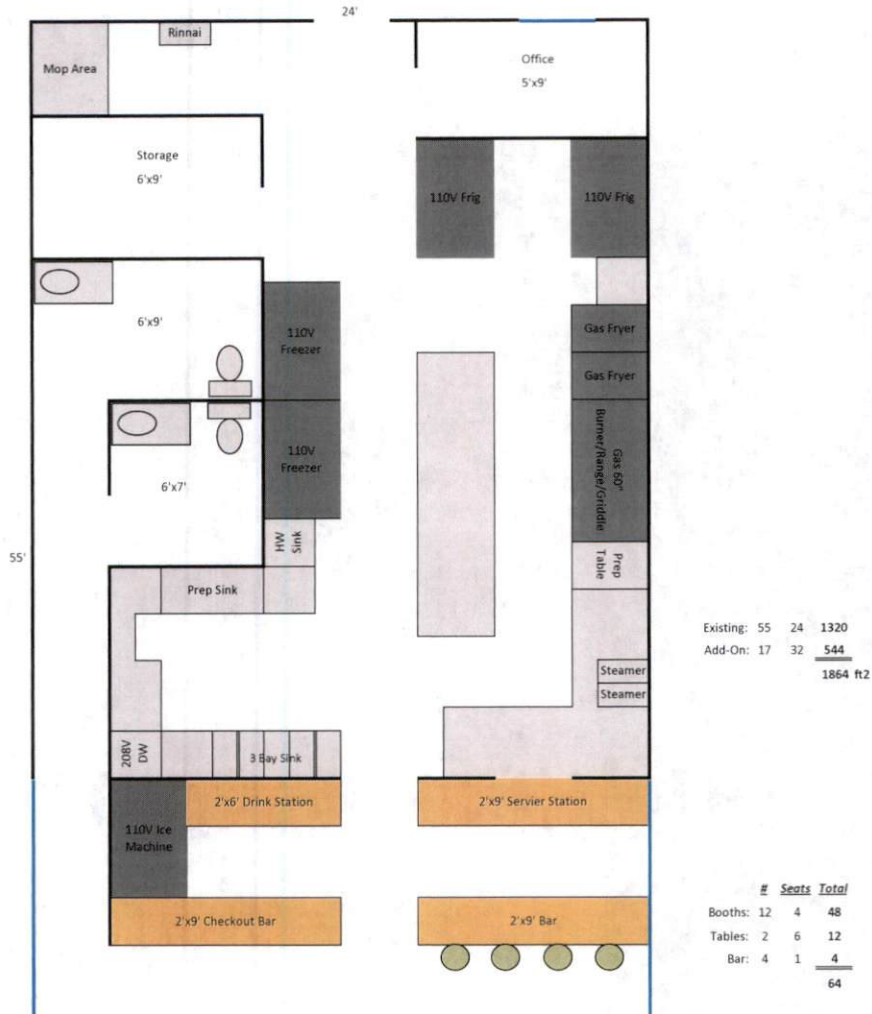 24'
Rinnai
Mop Area
Office
5'x9'
Storage
6'x9'
110V Frig
110V Frig
6'x9'
110V
Freezer
Gas Fryer
Gas Fryer
110V
Freezer
Gas 60"
Burner/Range/Griddle
6'x7'
HW
Sink
Prep
Table
55'
Prep Sink
Existing: 55 24 1320
Add-On: 17 32 544
1864 ft2
Steamer
Steamer
208V
DW
3 Bay Sink
2'x6' Drink Station
2'x9' Servier Station
110V Ice
Machine
# Seats Total
Booths: 12 4 48
2'x9' Checkout Bar
2'x9' Bar
Tables: 2 6 12
Bar: 4 1 4
64